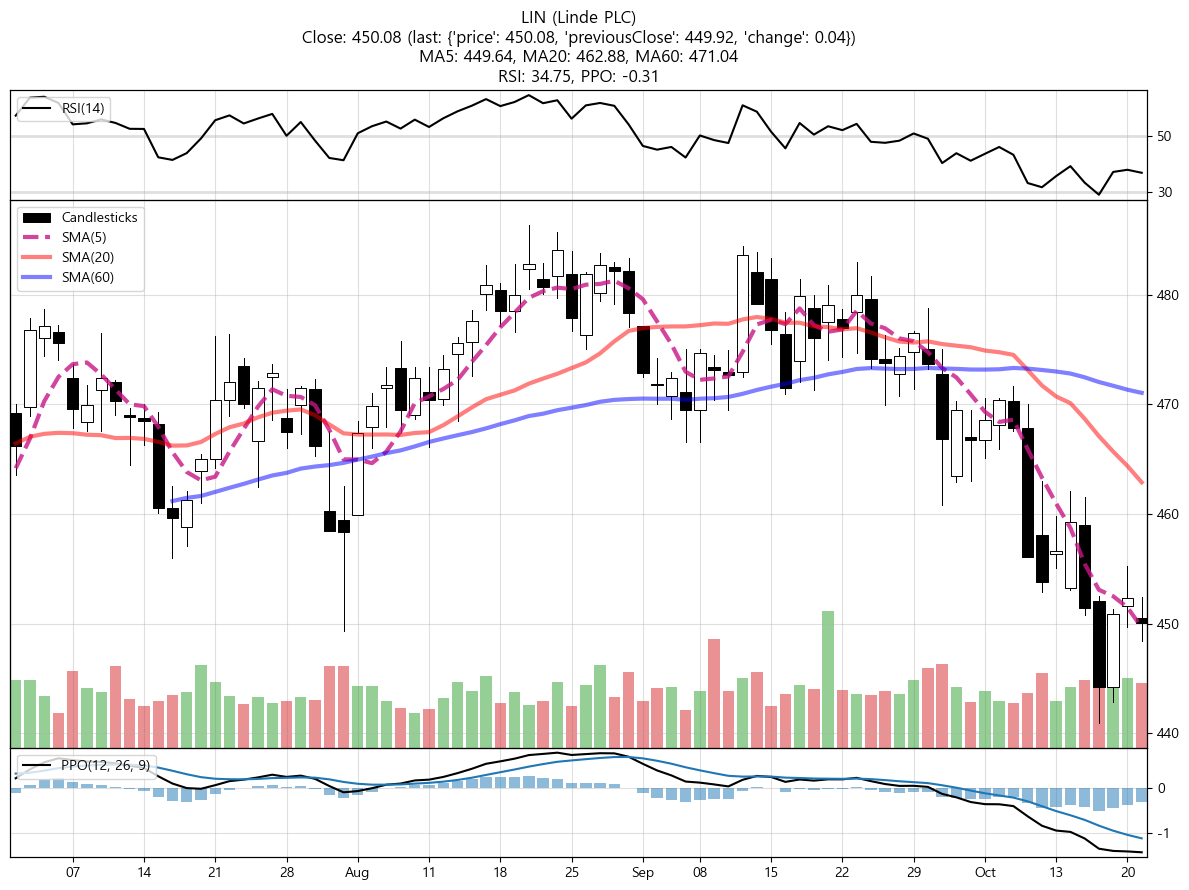 LIN (Linde PLC)
Close: 450.08 (last: {'price': 450.08, 'previousClose': 449.92, 'change': 0.04})
MA5: 449.64, MA20: 462.88, MA60: 471.04
RSI: 34.75, PPO: -0.31
RSI(14)
50
30
Candlesticks
SMA(5)
SMA(20)
SMA(60)
480
470
460
450
440
PPO(12, 26, 9)
0
-1
07 14 21 28 Aug 11 18 25 Sep 08 15 22 29 Oct 13 20